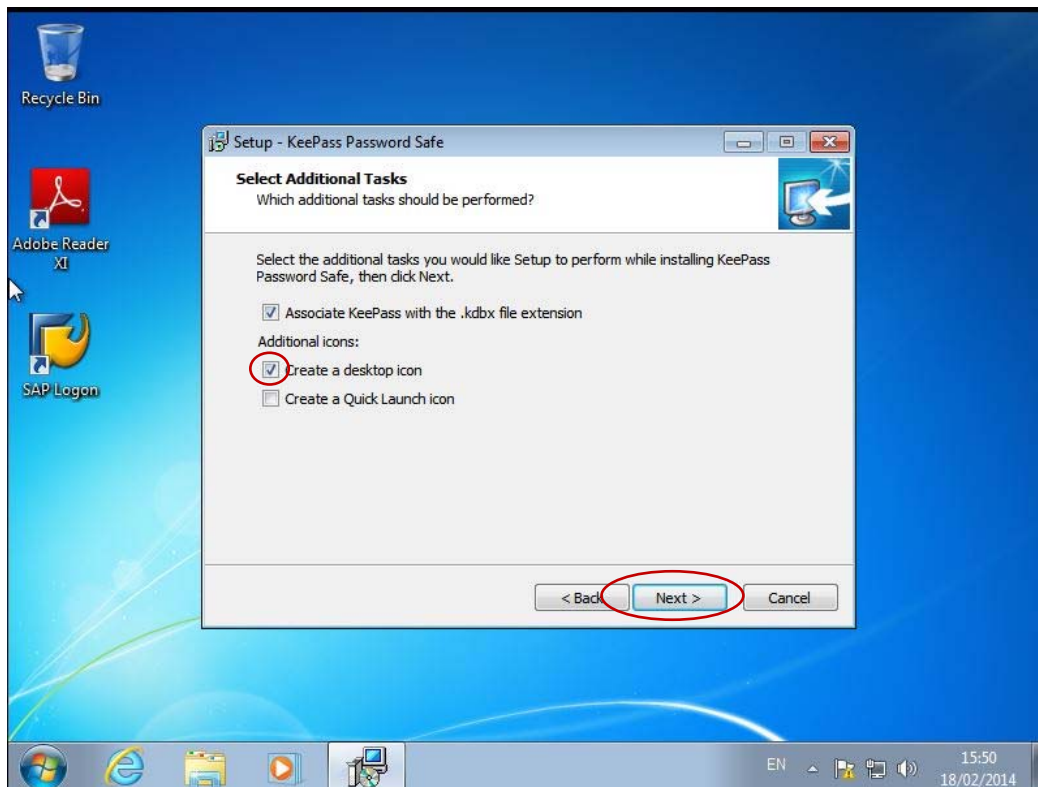 Recycle Bin
Setup - KeePass Password Safe
Select Additional Tasks
Which additional tasks should be performed?
Adobe Reader
XI
Select the additional tasks you would like Setup to perform while installing KeePass
Password Safe, then click Next.
Associate KeePass with the .kdbx file extension
Additional icons:
Create a desktop icon
SAP Logon
Create a Quick Launch icon
< Back
Next >
Cancel
EN
15:50
18/02/2014